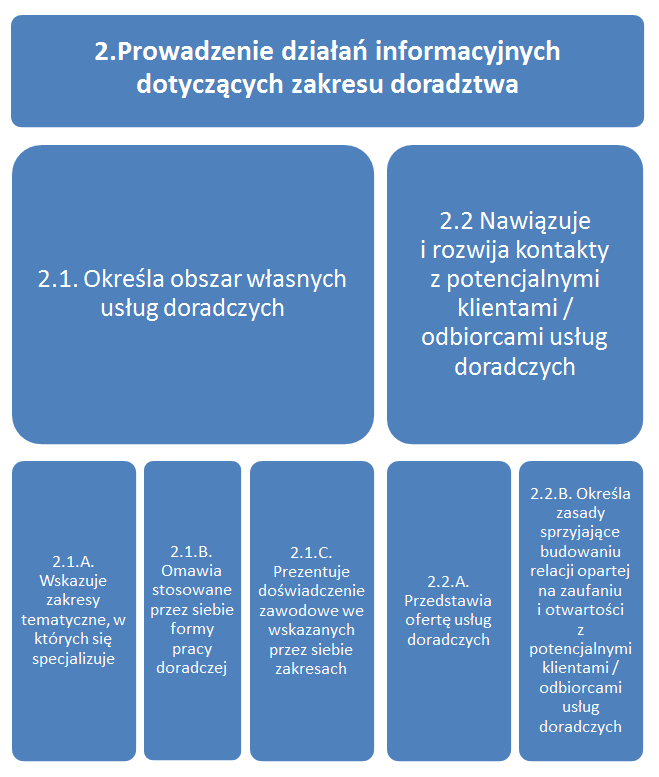 2.Prowadzenie działań informacyjnych
dotyczących zakresu doradztwa
2.1. Określa obszar własnych
usług doradczych
2.2 Nawiązuje
i rozwija kontakty
z potencjalnymi
klientami /
odbiorcami usług
doradczych
2.1.A.
Wskazuje
zakresy
tematyczne, w
których się
specjalizuje
2.1.B.
Omawia
stosowane
przez siebie
formy
pracy
doradczej
2.1.C.
Prezentuje
doświadczenie
zawodowe we
wskazanych
przez siebie
zakresach
2.2.A.
Przedstawia
ofertę usług
doradczych
2.2.B. Określa
zasady
sprzyjające
budowaniu
relacji opartej
na zaufaniu
i otwartości
z
potencjalnymi
klientami /
odbiorcami
usług
doradczych